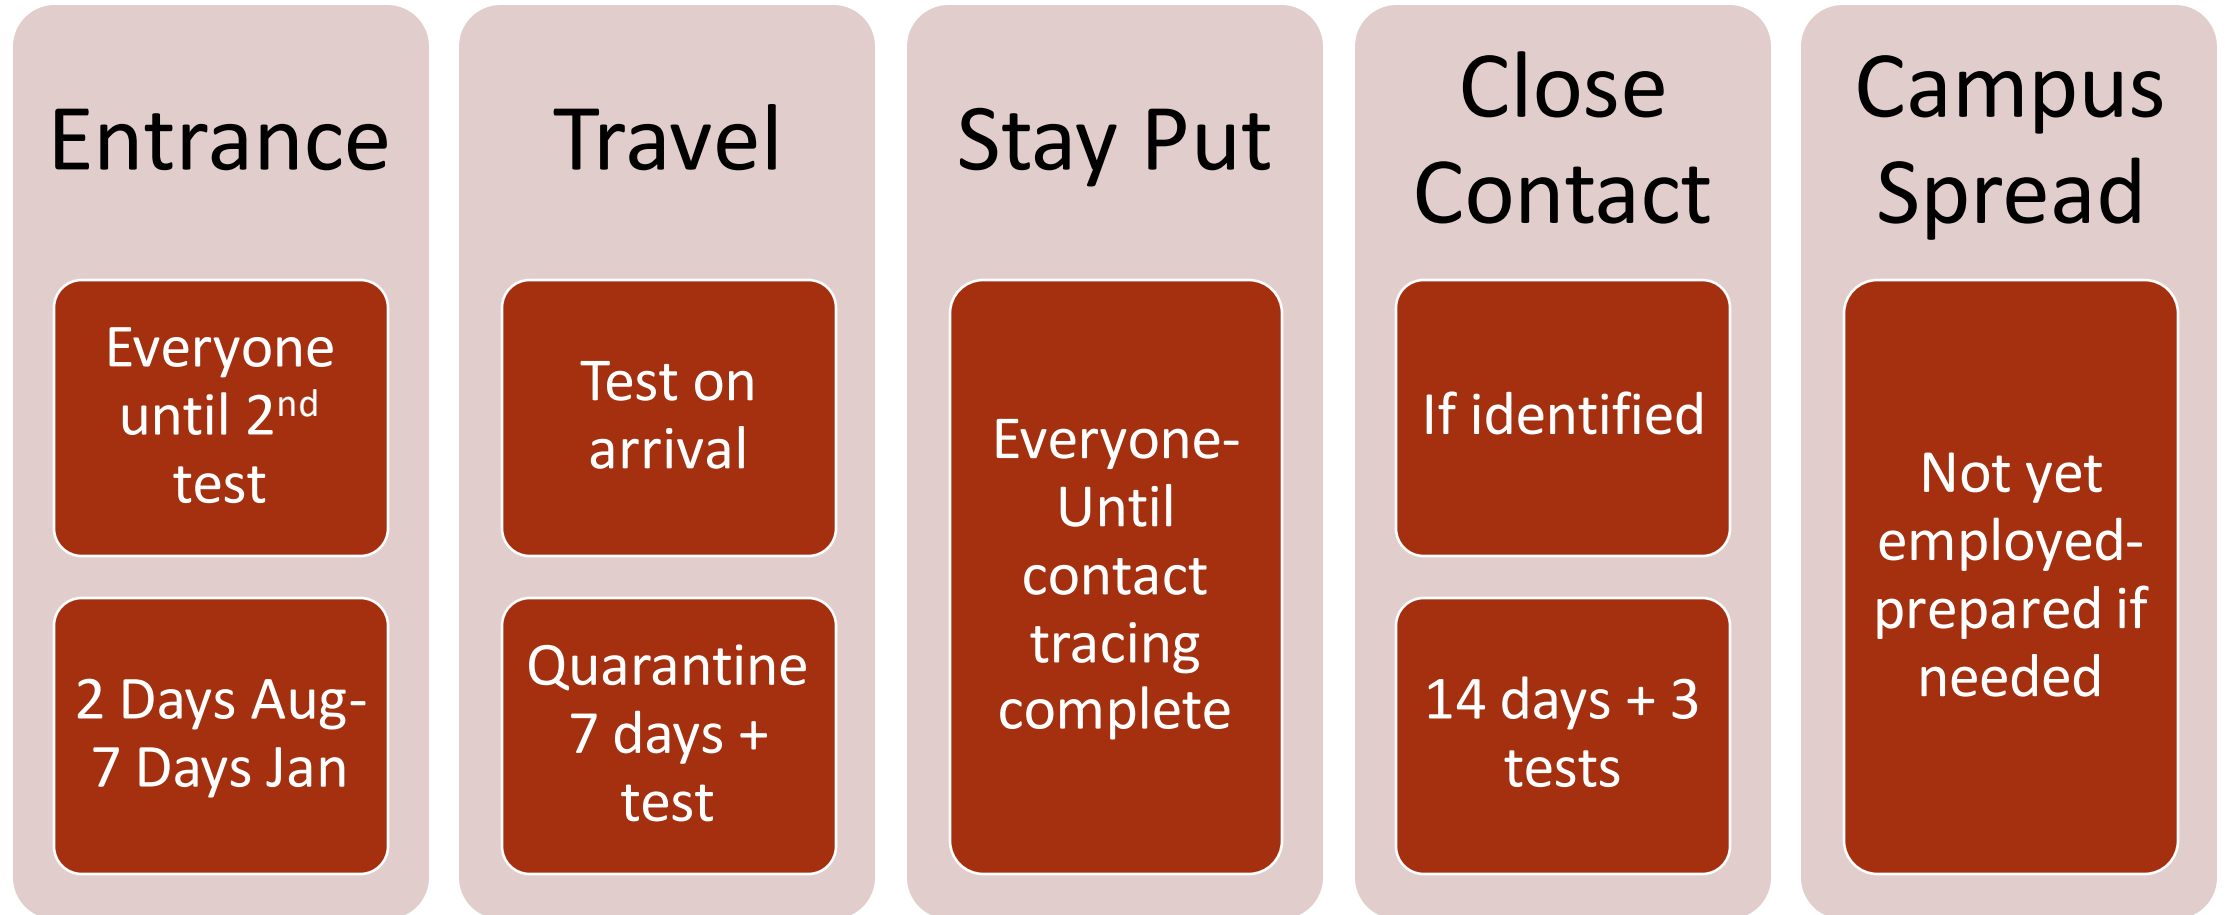 Entrance
Everyone
until 2nd
test
2 Days Aug-
7 Days Jan
Travel
Test on
arrival
Quarantine
7 days +
test
Stay Put
Everyone-
Until
contact
tracing
complete
Close
Contact
If identified
14 days + 3
tests
Campus
Spread
Not yet
employed-
prepared if
needed